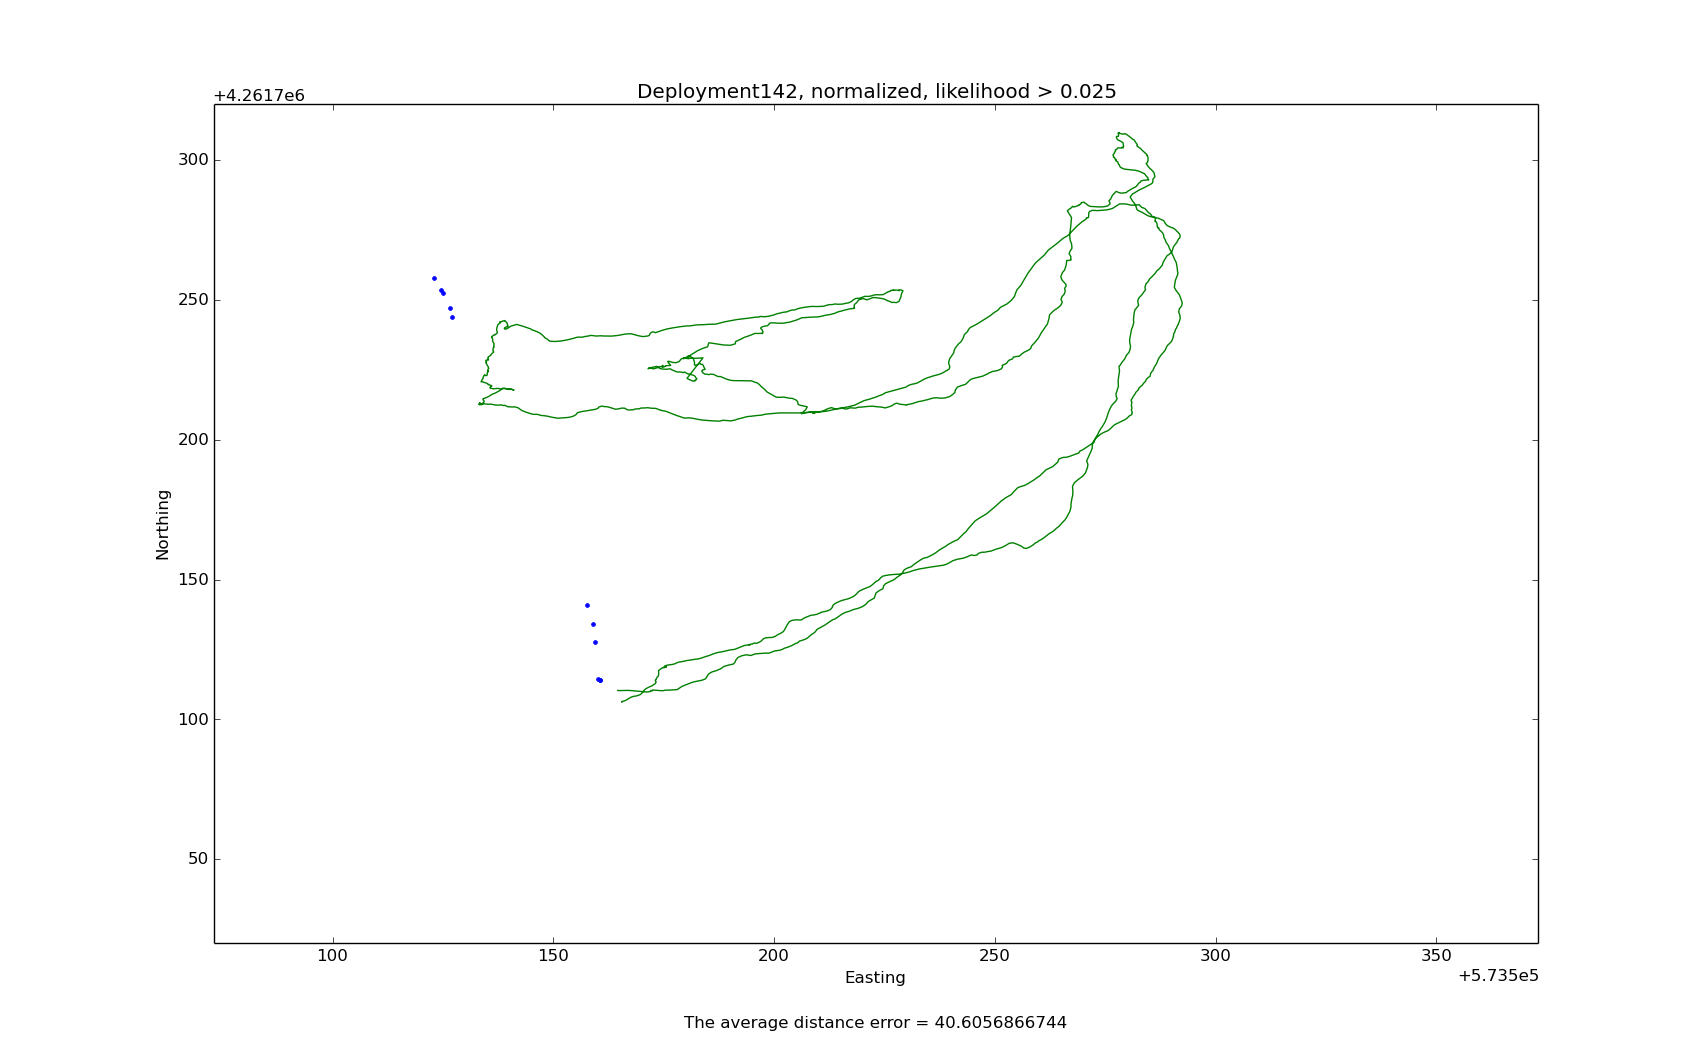 Deployment142, normalized, likelihood > 0.025
+4.2617e6
300
250
200
150
100
50
Northing
100 150 200 250 300 350
+5.735e5
Easting
The average distance error = 40.6056866744